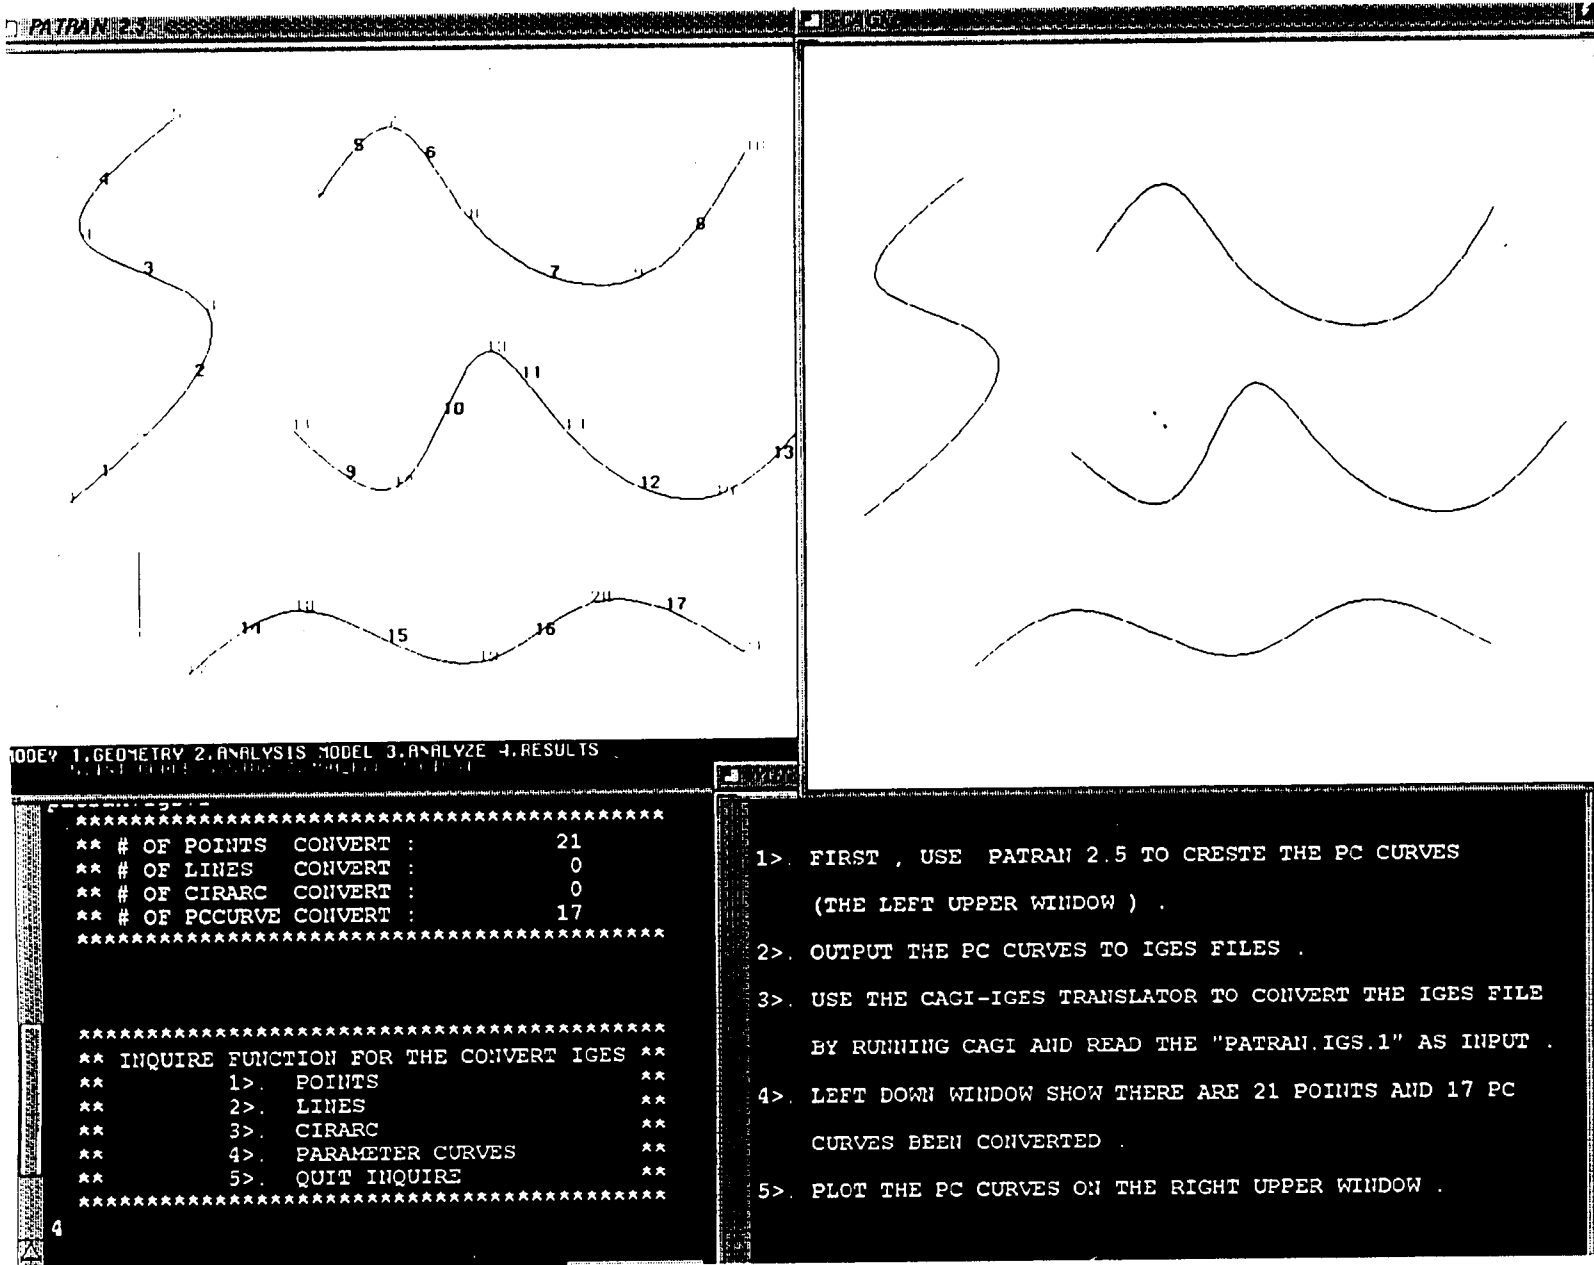 PATRAN 2.5
CAGI
4
5
6
10
8
7
3
2
10
11
1
9
12
13
18
20
17
14
15
16
19
MODE? 1.GEOMETRY 2.ANALYSIS MODEL 3.ANALYZE 4.RESULTS
*******************************************
** # OF POINTS CONVERT : 21
** # OF LINES CONVERT : 0
** # OF CIRARC CONVERT : 0
** # OF PCCURVE CONVERT : 17
*******************************************
*******************************************
** INQUIRE FUNCTION FOR THE CONVERT IGES **
** 1>. POINTS **
** 2>. LINES **
** 3>. CIRARC **
** 4>. PARAMETER CURVES **
** 5>. QUIT INQUIRE **
*******************************************
4
1>. FIRST , USE PATRAN 2.5 TO CRESTE THE PC CURVES
(THE LEFT UPPER WINDOW ) .
2>. OUTPUT THE PC CURVES TO IGES FILES .
3>. USE THE CAGI-IGES TRANSLATOR TO CONVERT THE IGES FILE
BY RUNNING CAGI AND READ THE "PATRAN.IGS.1" AS INPUT .
4>. LEFT DOWN WINDOW SHOW THERE ARE 21 POINTS AND 17 PC
CURVES BEEN CONVERTED .
5>. PLOT THE PC CURVES ON THE RIGHT UPPER WINDOW .